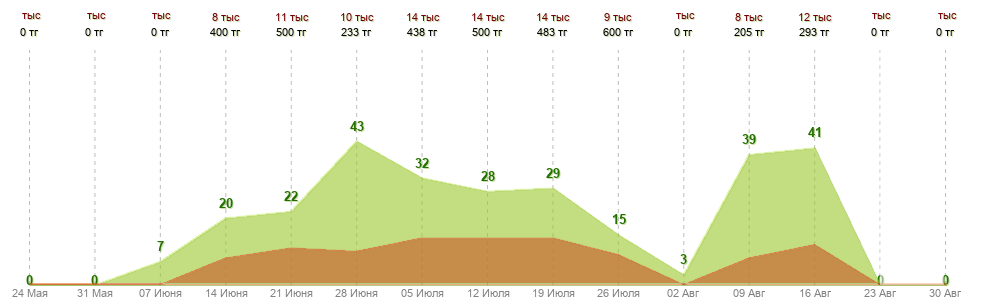 тыс тыс тыс 8 тыс 11 тыс 10 тыс 14 тыс 14 тыс 14 тыс 9 тыс тыс 8 тыс 12 тыс тыс тыс
0 тг 0 тг 0 тг 400 тг 500 тг 233 тг 438 тг 500 тг 483 тг 600 тг 0 тг 205 тг 293 тг 0 тг 0 тг
0 0 7 20 22 43 32 28 29 15 3 39 41 0 0
24 Мая 31 Мая 07 Июня 14 Июня 21 Июня 28 Июня 05 Июля 12 Июля 19 Июля 26 Июля 02 Авг 09 Авг 16 Авг 23 Авг 30 Авг